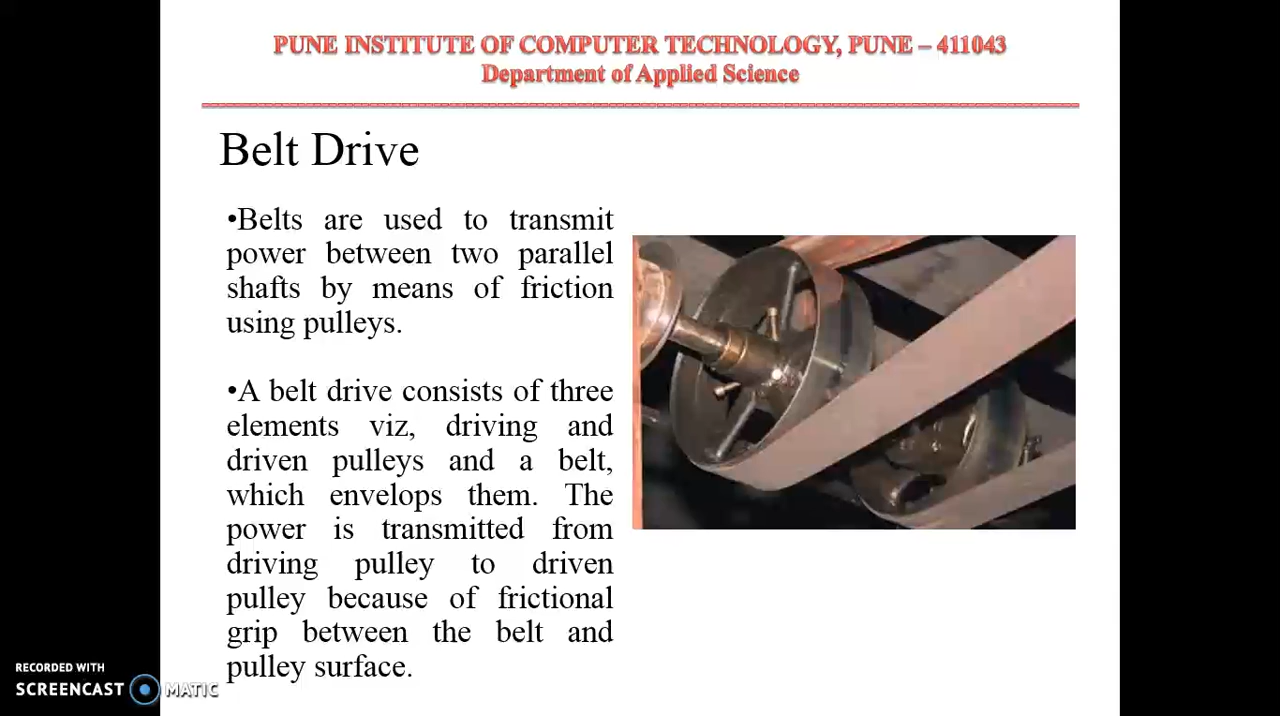 PUNE INSTITUTE OF COMPUTER TECHNOLOGY, PUNE – 411043
Department of Applied Science
Belt Drive
•Belts are used to transmit
power between two parallel
shafts by means of friction
using pulleys.
•A belt drive consists of three
elements viz, driving and
driven pulleys and a belt,
which envelops them. The
power is transmitted from
driving pulley to driven
pulley because of frictional
grip between the belt and
pulley surface.
RECORDED WITH
SCREENCAST MATIC